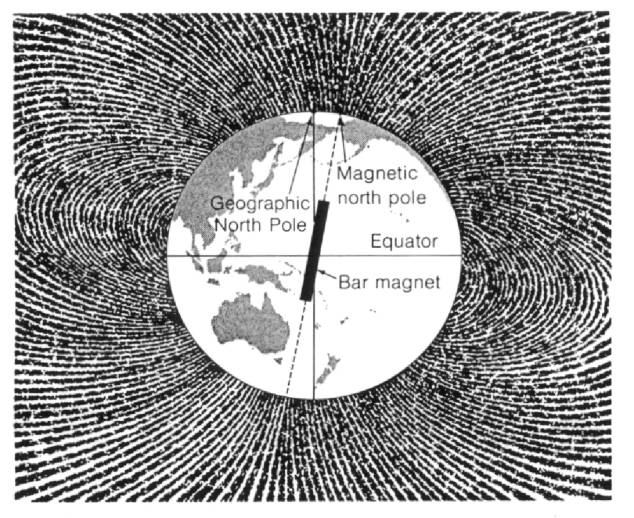 Geographic
North Pole
Magnetic
north pole
Equator
Bar magnet